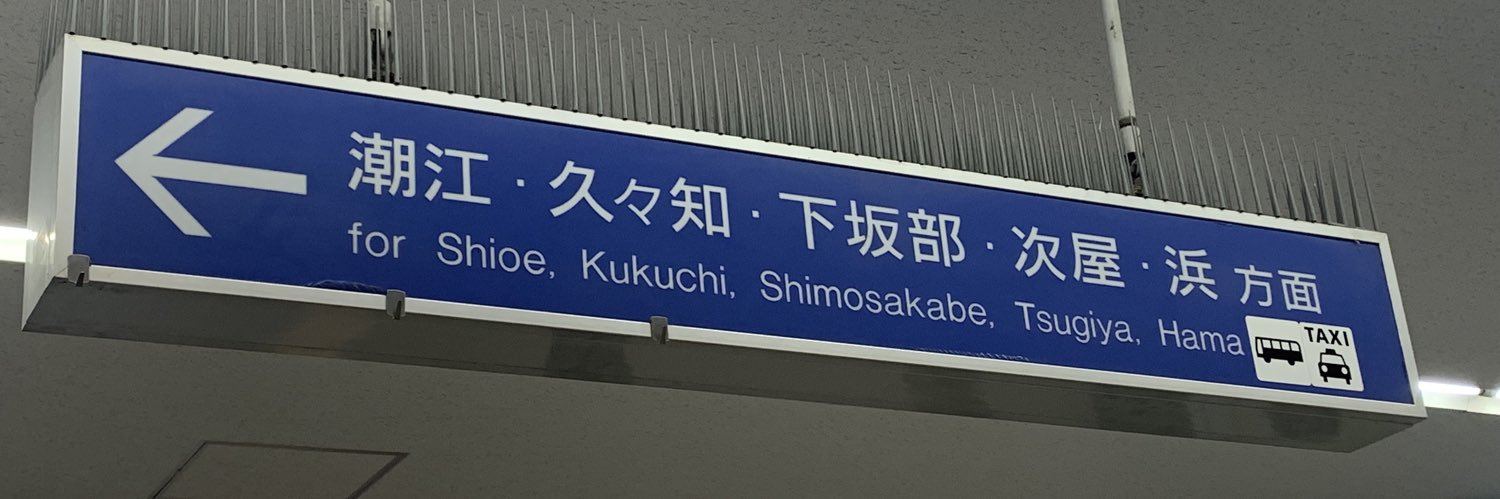 潮江・久々知・下坂部・次屋・浜 方面
for Shioe, Kukuchi, Shimosakabe, Tsugiya, Hama
TAXI